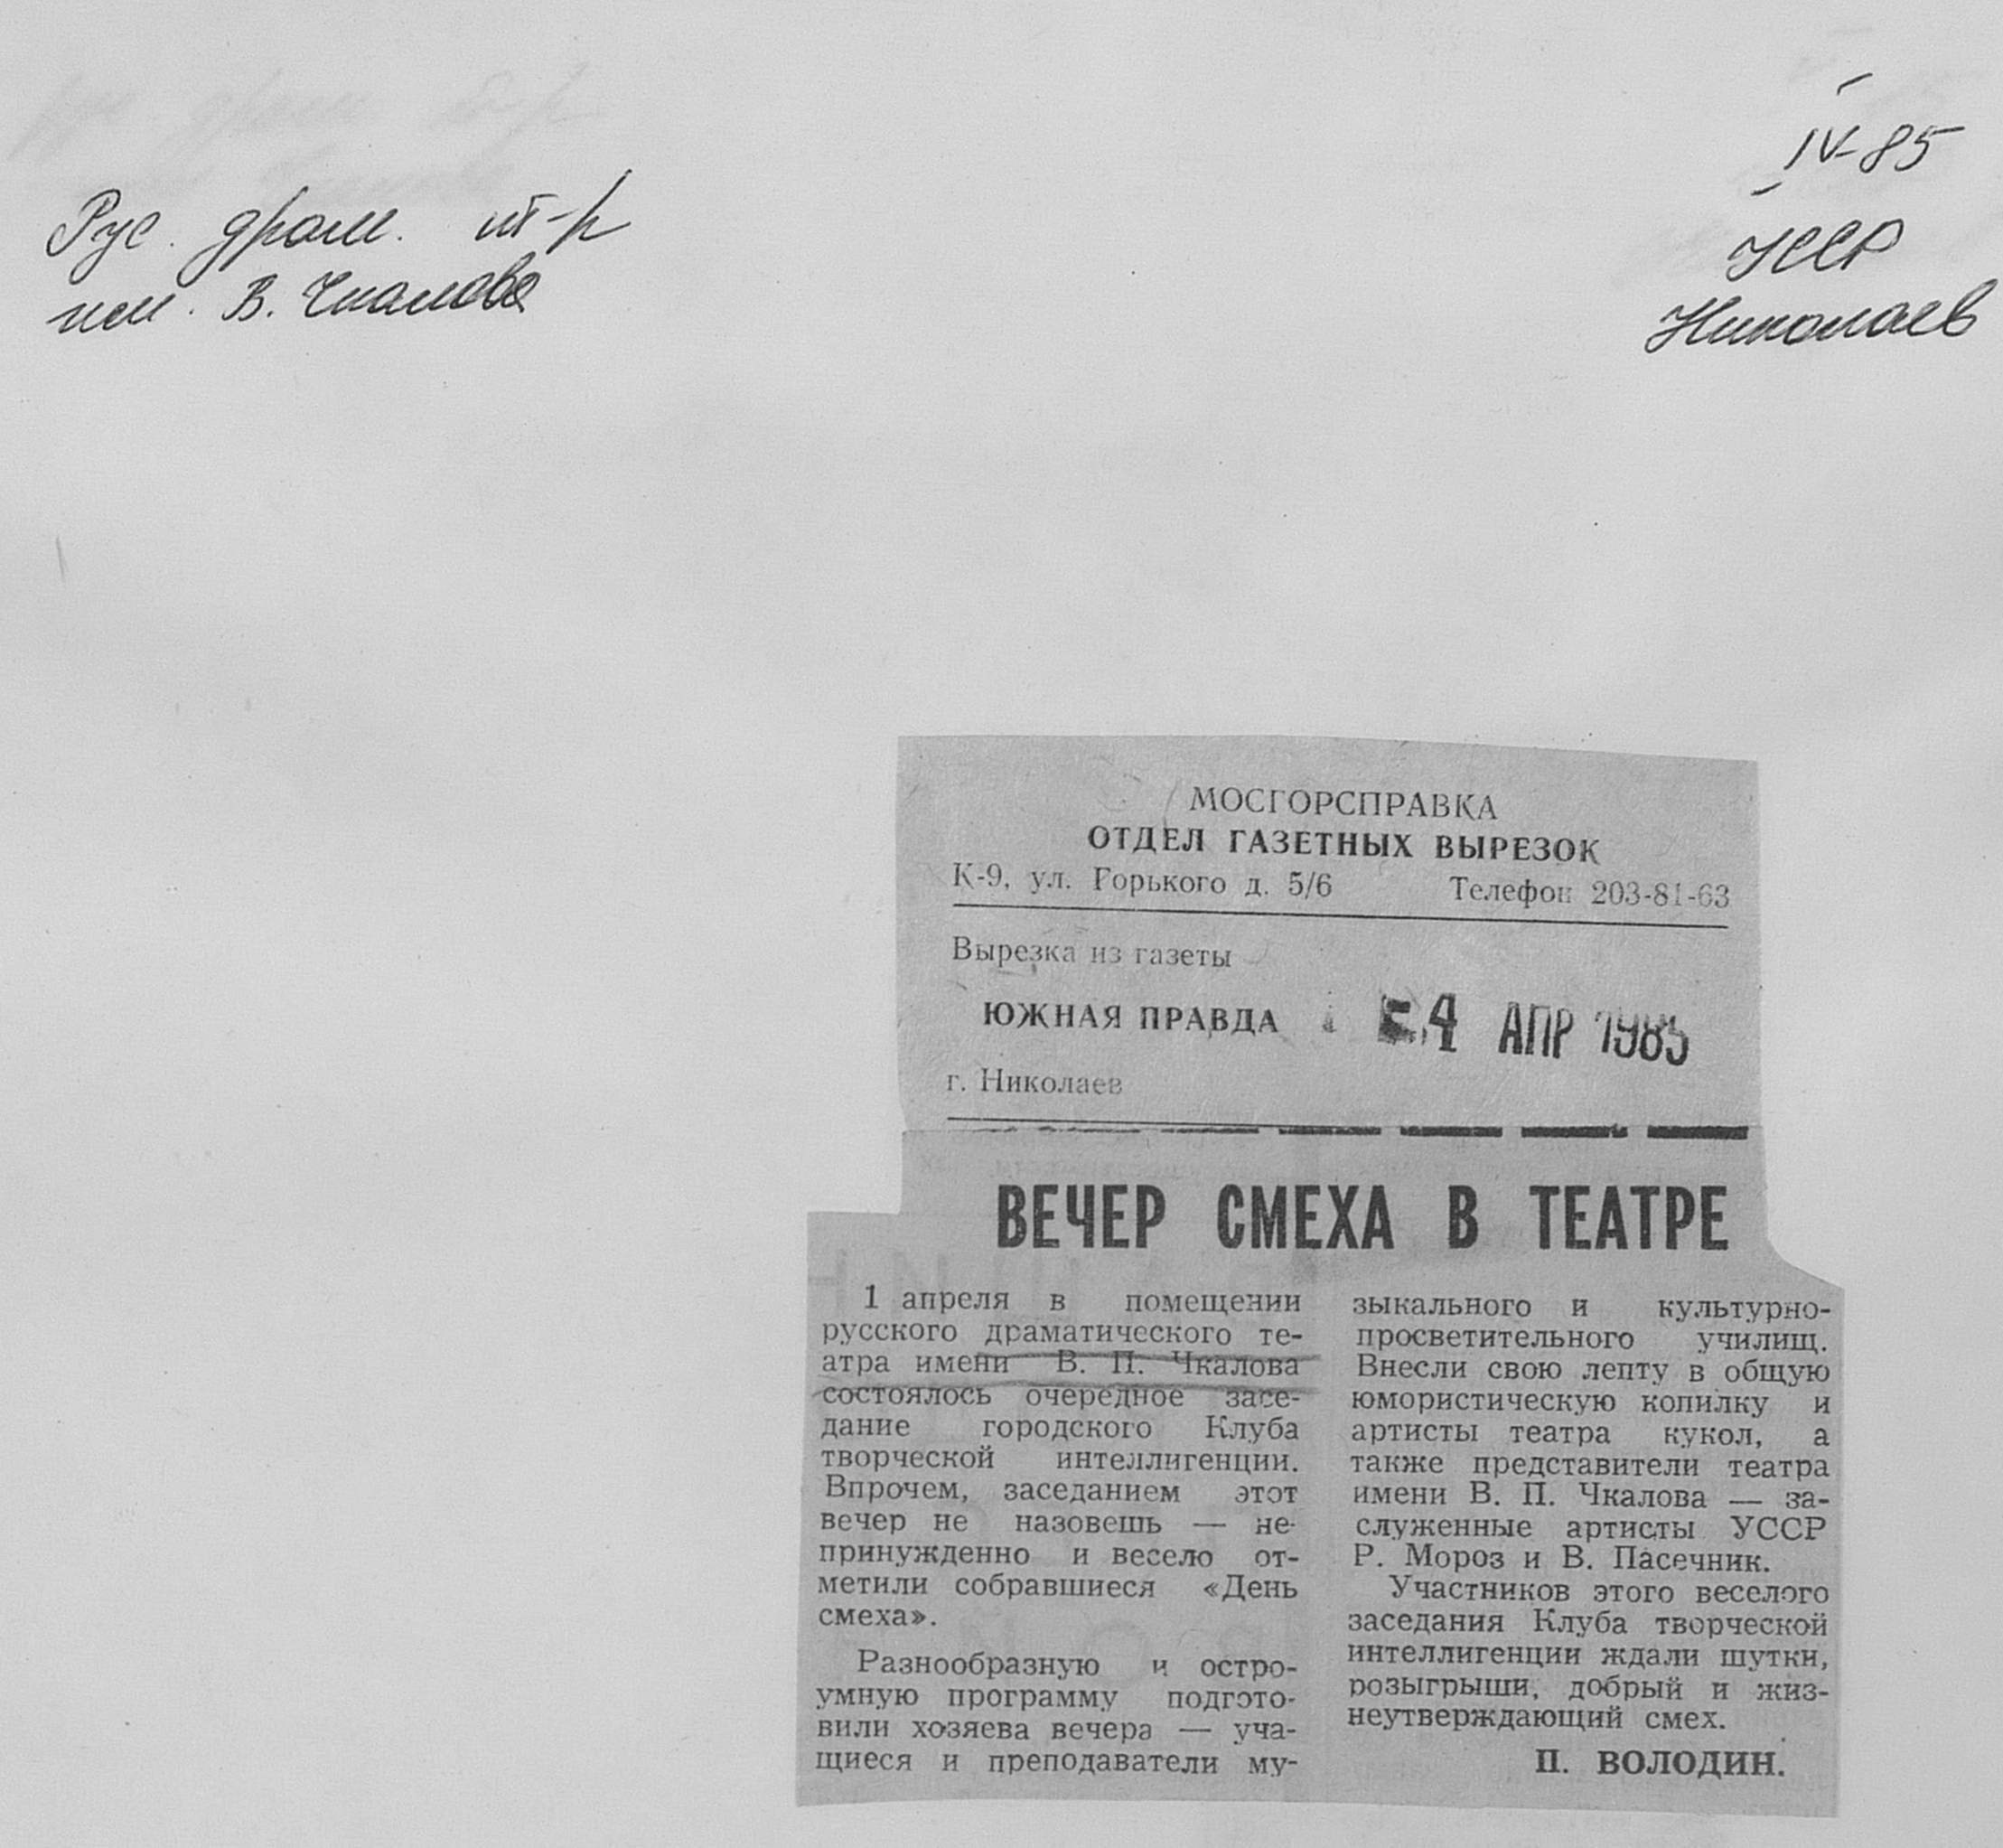 Рус. драм. т-р
им. В. Чкалова
IV-85
УССР
Николаев
МОСГОРСПРАВКА
ОТДЕЛ ГАЗЕТНЫХ ВЫРЕЗОК
К-9, ул. Горького д. 5/6 Телефон 203-81-63
Вырезка из газеты
ЮЖНАЯ ПРАВДА 4 АПР 1985
г. Николаев
ВЕЧЕР СМЕХА В ТЕАТРЕ
1 апреля в помещении
русского драматического те-
атра имени В. П. Чкалова
состоялось очередное засе-
дание городского Клуба
творческой интеллигенции.
Впрочем, заседанием этот
вечер не назовешь — не-
принужденно и весело от-
метили собравшиеся «День
смеха».
Разнообразную и остро-
умную программу подгото-
вили хозяева вечера — уча-
щиеся и преподаватели му-
зыкального и культурно-
просветительного училищ.
Внесли свою лепту в общую
юмористическую копилку и
артисты театра кукол, а
также представители театра
имени В. П. Чкалова — за-
служенные артисты УССР
Р. Мороз и В. Пасечник.
Участников этого веселого
заседания Клуба творческой
интеллигенции ждали шутки,
розыгрыши, добрый и жиз-
неутверждающий смех.
П. ВОЛОДИН.